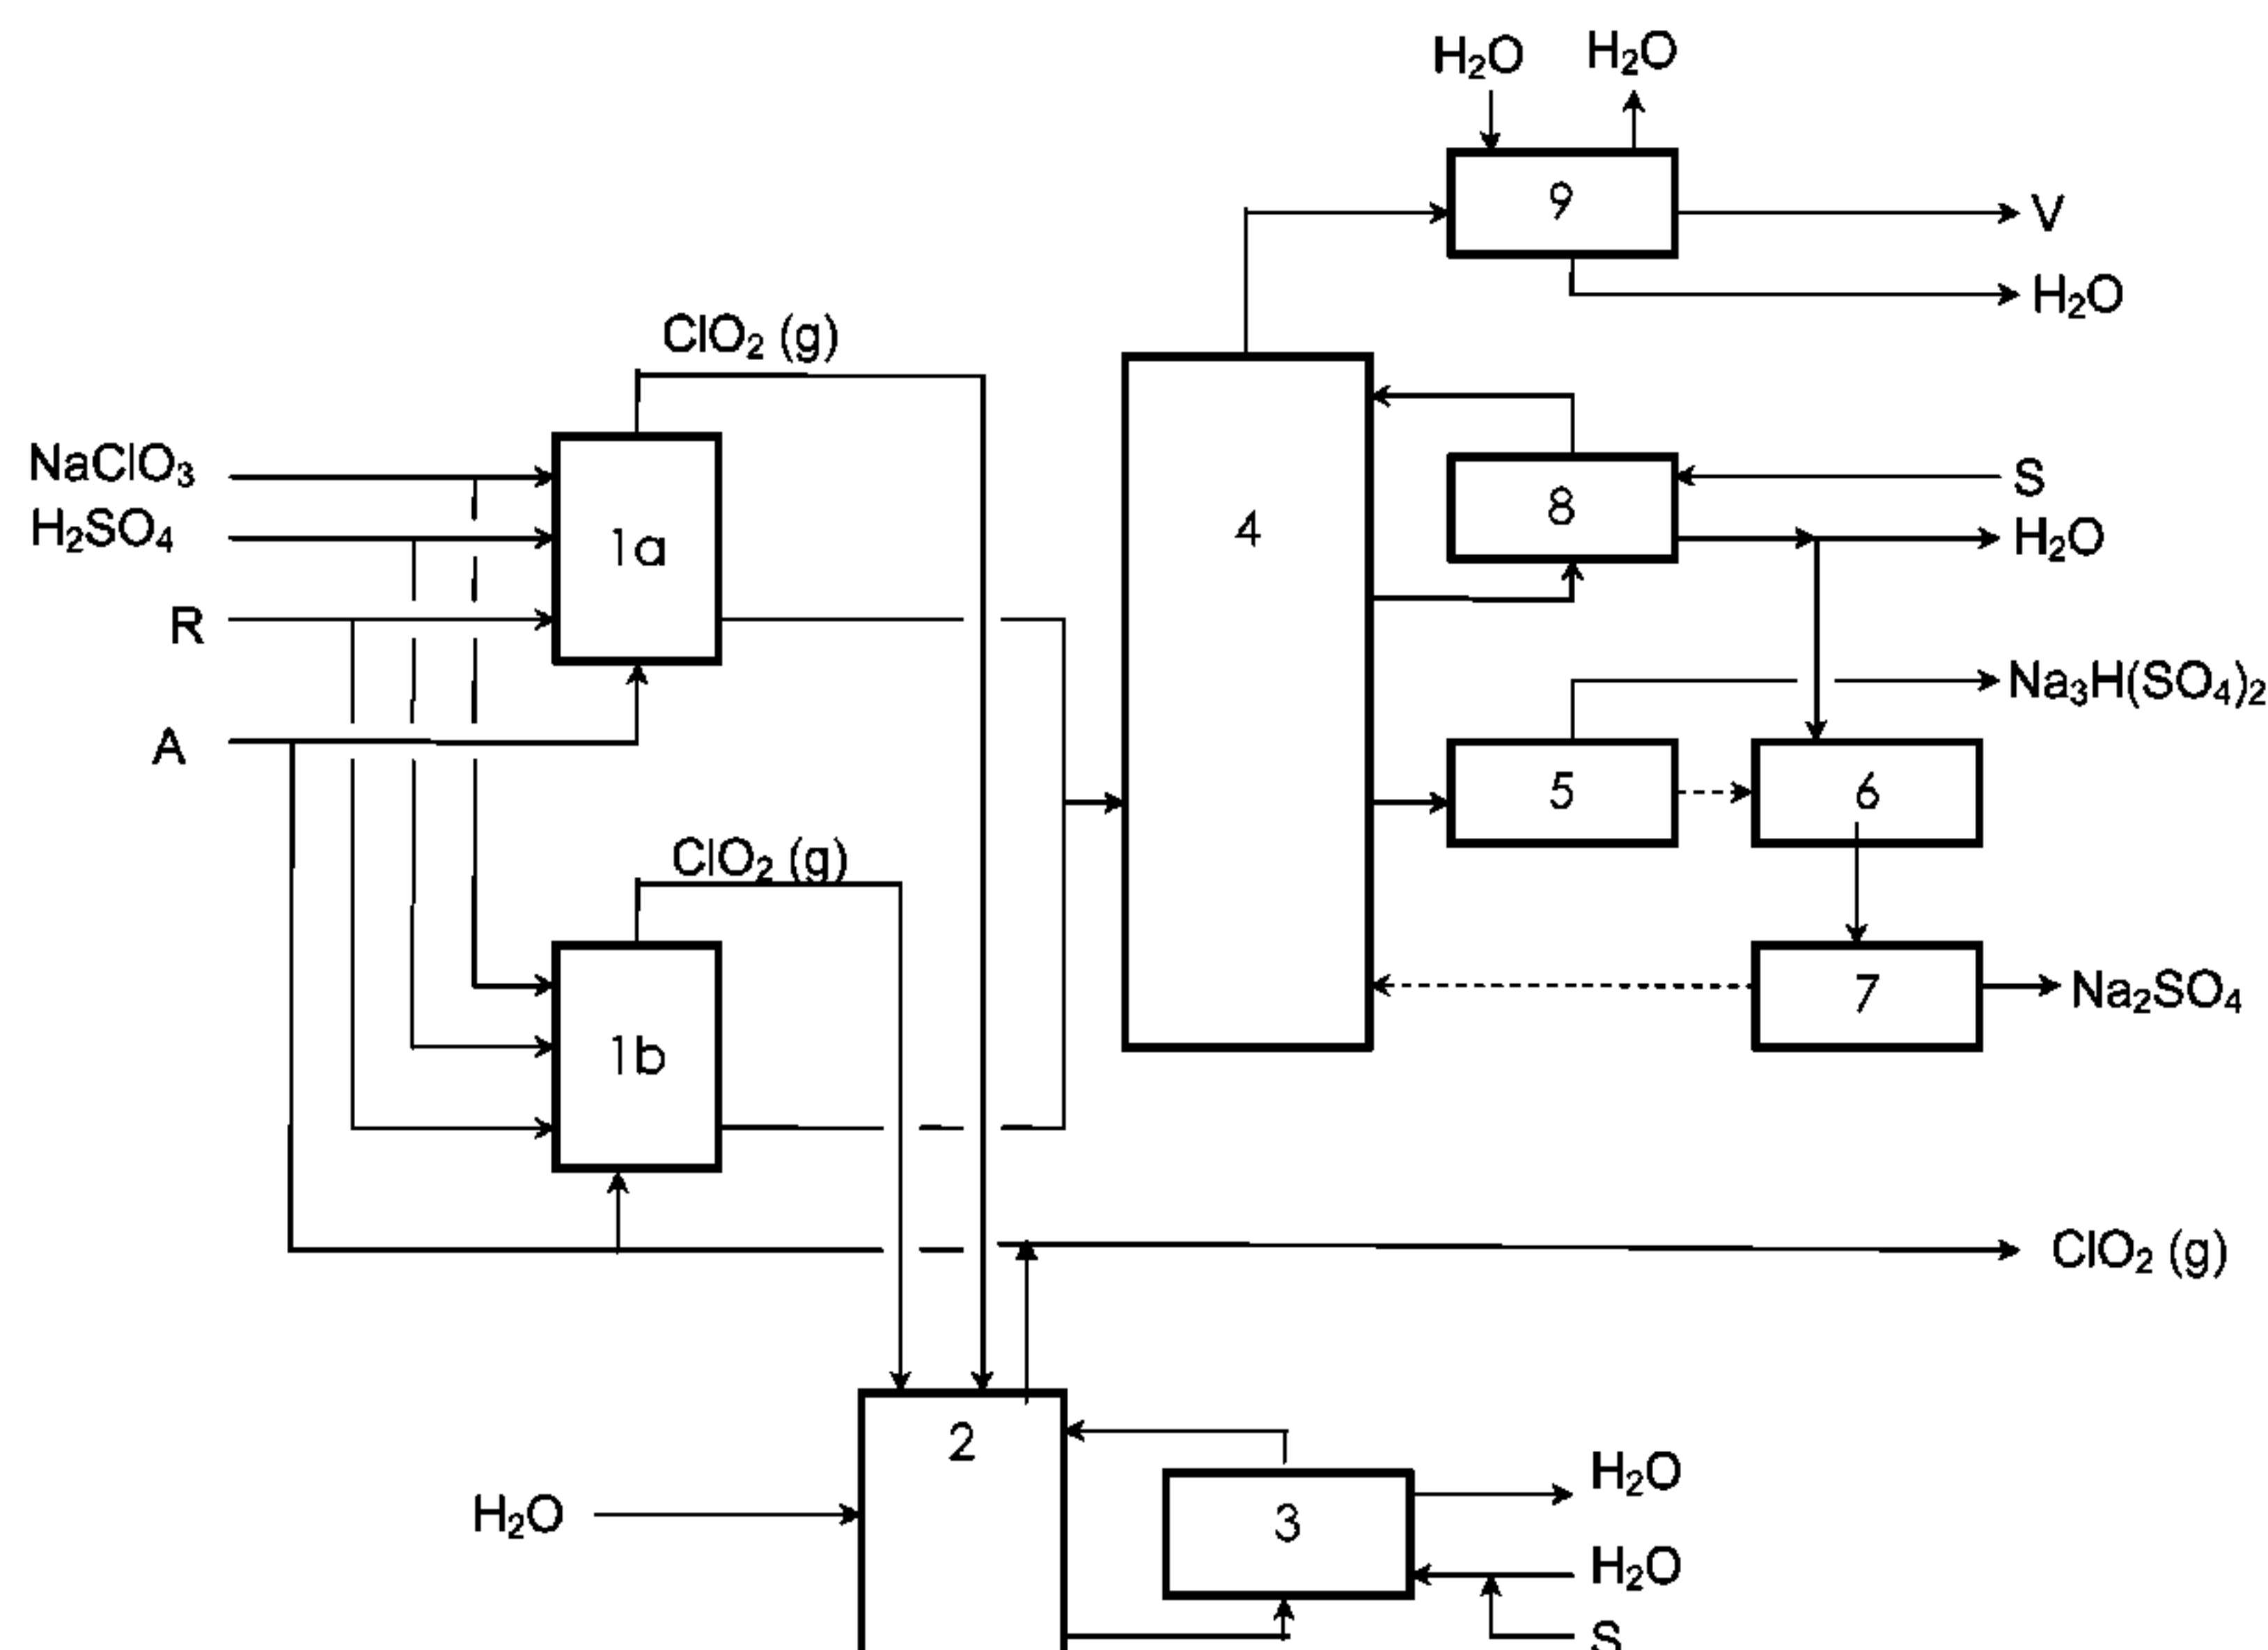 H₂O
H₂O
9
V
H₂O
ClO₂ (g)
NaClO₃
H₂SO₄
R
A
1a
4
8
S
H₂O
Na₃H(SO₄)₂
5
6
ClO₂ (g)
1b
7
Na₂SO₄
ClO₂ (g)
2
H₂O
3
H₂O
H₂O
S